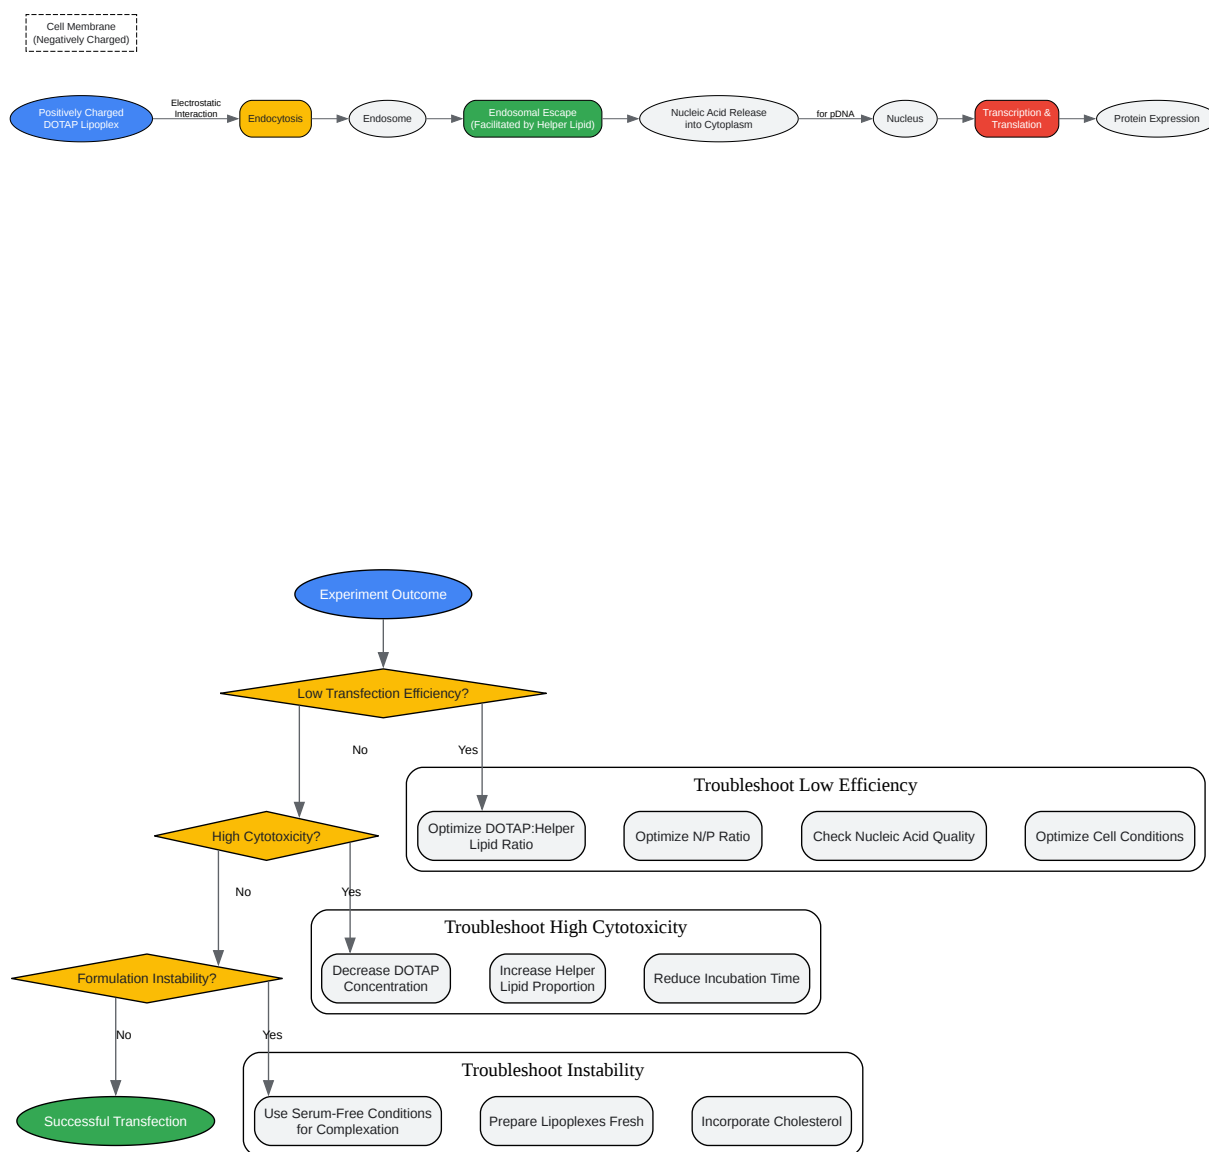 Cell Membrane
(Negatively Charged)
Positively Charged
DOTAP Lipoplex
Electrostatic
Interaction
Endocytosis
Endosome
Endosomal Escape
(Facilitated by Helper Lipid)
Nucleic Acid Release
into Cytoplasm
for pDNA
Nucleus
Transcription &
Translation
Protein Expression
Experiment Outcome
Low Transfection Efficiency?
No
Yes
Troubleshoot Low Efficiency
Optimize DOTAP:Helper
Lipid Ratio
Optimize N/P Ratio
Check Nucleic Acid Quality
Optimize Cell Conditions
High Cytotoxicity?
No
Yes
Troubleshoot High Cytotoxicity
Decrease DOTAP
Concentration
Increase Helper
Lipid Proportion
Reduce Incubation Time
Formulation Instability?
No
Yes
Troubleshoot Instability
Use Serum-Free Conditions
for Complexation
Prepare Lipoplexes Fresh
Incorporate Cholesterol
Successful Transfection